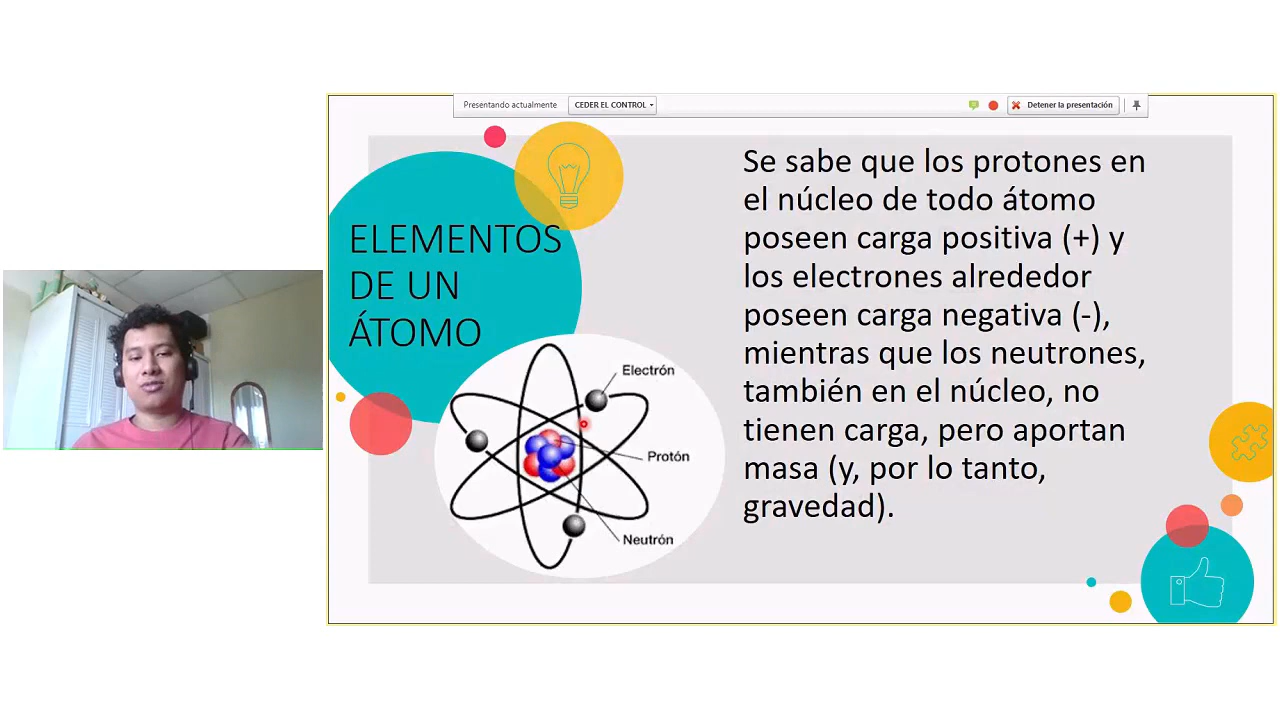 Presentando actualmente
CEDER EL CONTROL
Detener la presentación
ELEMENTOS
DE UN
ÁTOMO
Electrón
Protón
Neutrón
Se sabe que los protones en
el núcleo de todo átomo
poseen carga positiva (+) y
los electrones alrededor
poseen carga negativa (-),
mientras que los neutrones,
también en el núcleo, no
tienen carga, pero aportan
masa (y, por lo tanto,
gravedad).